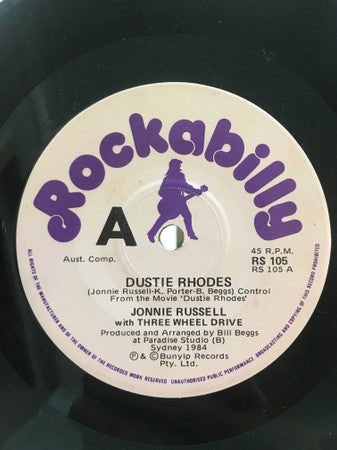 Rockabilly
A
Aust. Comp.
45 R.P.M.
RS 105
RS 105 A
DUSTIE RHODES
(Jonnie Russell-K, Porter-B. Beggs) Control
From the Movie 'Dustie Rhodes'
JONNIE RUSSELL
with THREE WHEEL DRIVE
Produced and Arranged by Bill Beggs
at Paradise Studio (B)
Sydney 1984
℗ & © Bunyip Records
Pty. Ltd.
ALL RIGHTS OF THE MANUFACTURER AND OF THE OWNER OF THE RECORDED WORK RESERVED UNAUTHORISED PUBLIC PERFORMANCE, BROADCASTING AND COPYING OF THIS RECORD PROHIBITED